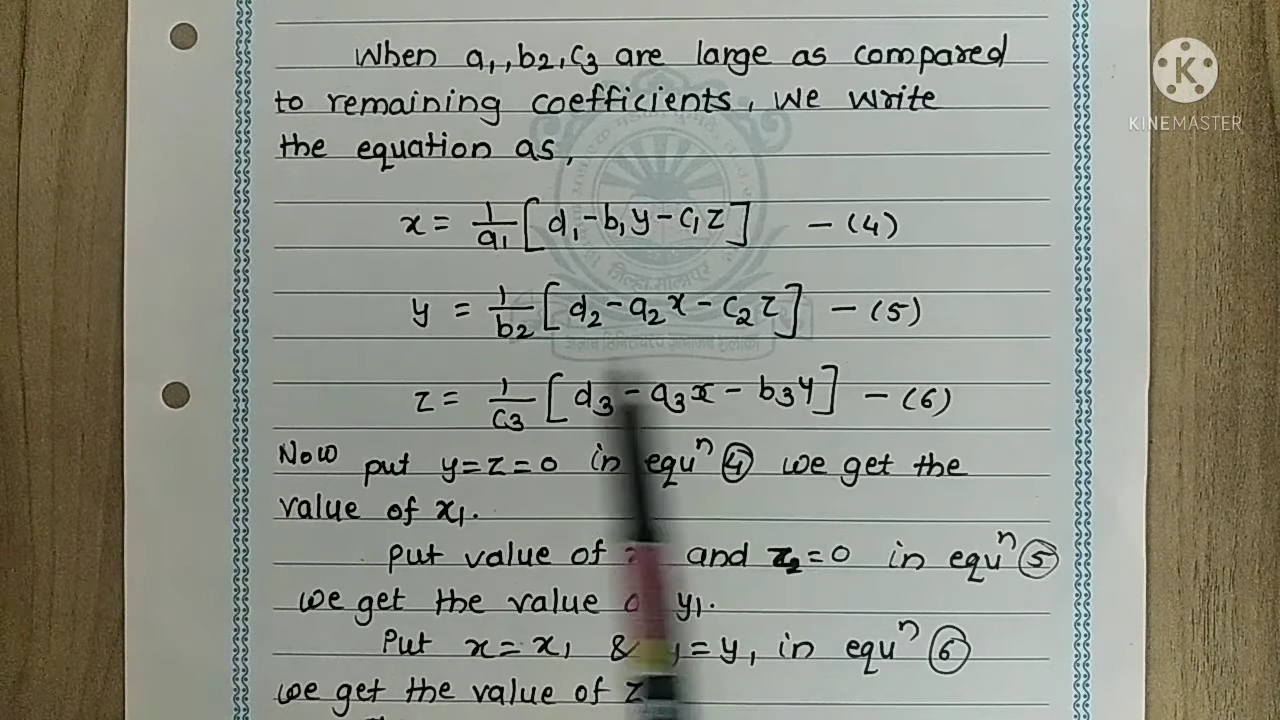 When a₁, b₂, c₃ are large as compared
to remaining coefficients, we write
the equation as,
x = 1/a₁ [d₁ - b₁y - c₁z] - (4)
y = 1/b₂ [d₂ - a₂x - c₂z] - (5)
z = 1/c₃ [d₃ - a₃x - b₃y] - (6)
Now put y=z=0 in equⁿ ④ we get the
value of x₁.
put value of and z₂=0 in equⁿ ⑤
we get the value y₁.
Put x=x₁ & =y₁ in equⁿ ⑥
we get the value of z
K
KINEMASTER